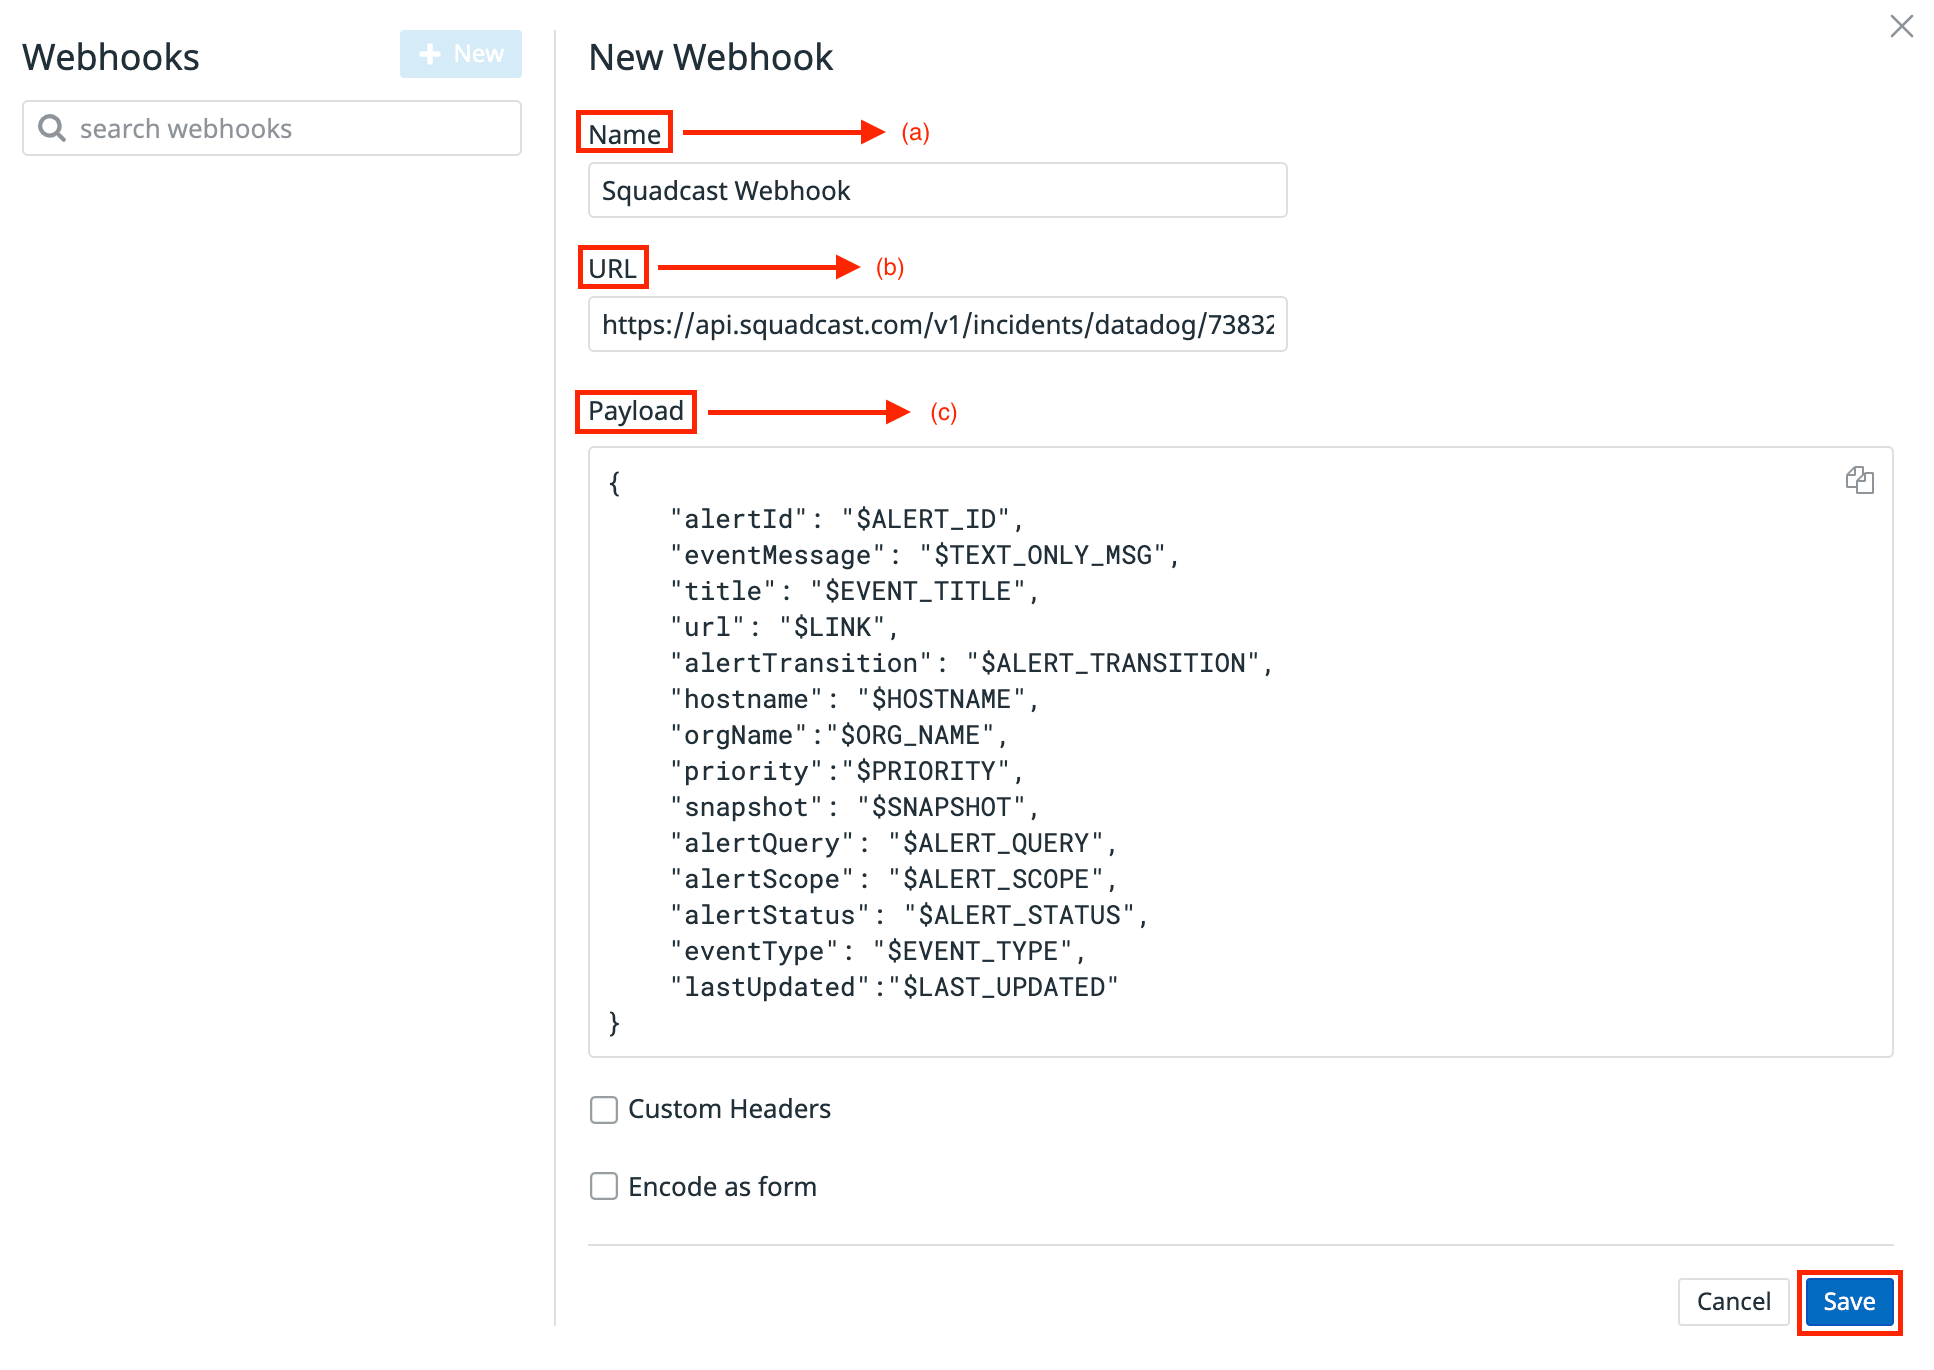 Webhooks
New
search webhooks
New Webhook
Name (a)
Squadcast Webhook
URL (b)
https://api.squadcast.com/v1/incidents/datadog/73832
Payload (c)
{
"alertId": "$ALERT_ID",
"eventMessage": "$TEXT_ONLY_MSG",
"title": "$EVENT_TITLE",
"url": "$LINK",
"alertTransition": "$ALERT_TRANSITION",
"hostname": "$HOSTNAME",
"orgName":"$ORG_NAME",
"priority":"$PRIORITY",
"snapshot": "$SNAPSHOT",
"alertQuery": "$ALERT_QUERY",
"alertScope": "$ALERT_SCOPE",
"alertStatus": "$ALERT_STATUS",
"eventType": "$EVENT_TYPE",
"lastUpdated":"$LAST_UPDATED"
}
Custom Headers
Encode as form
Cancel Save